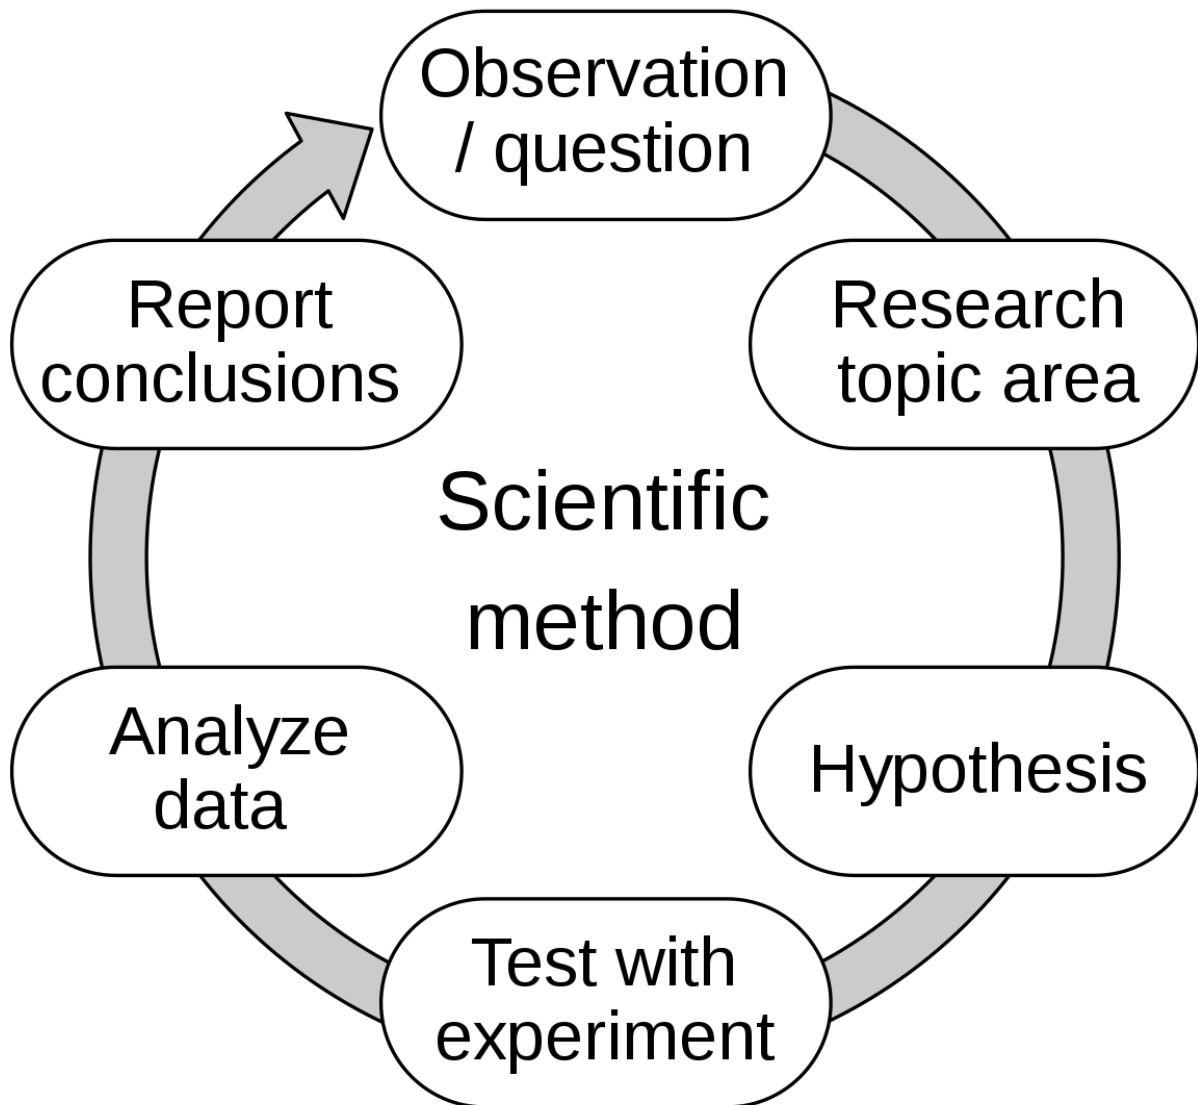 Observation
/ question
Research
topic area
Hypothesis
Test with
experiment
Analyze
data
Report
conclusions
Scientific
method